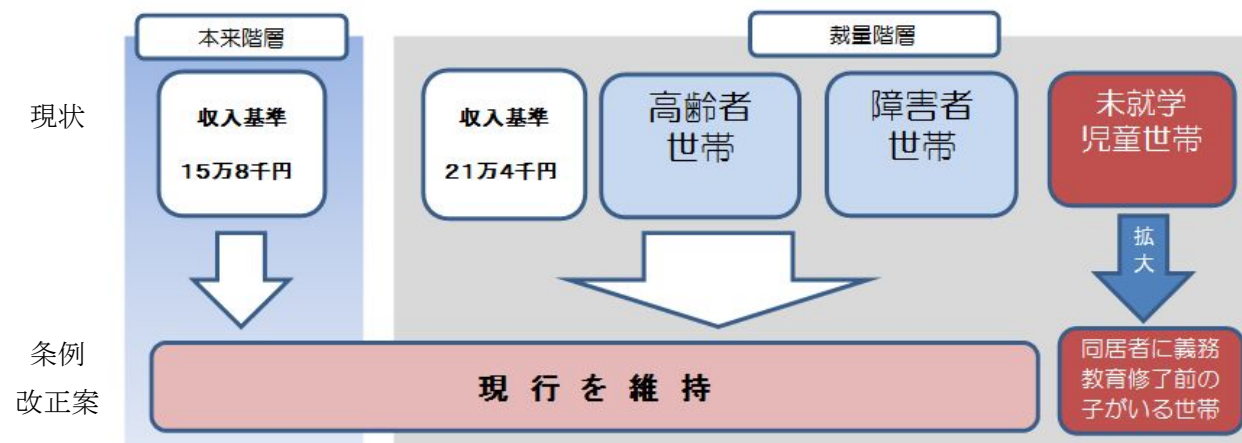 本来階層
裁量階層
現状
収入基準
15万8千円
収入基準
21万4千円
高齢者
世帯
障害者
世帯
未就学
児童世帯
拡
大
条例
改正案
現行を維持
同居者に義務
教育修了前の
子がいる世帯